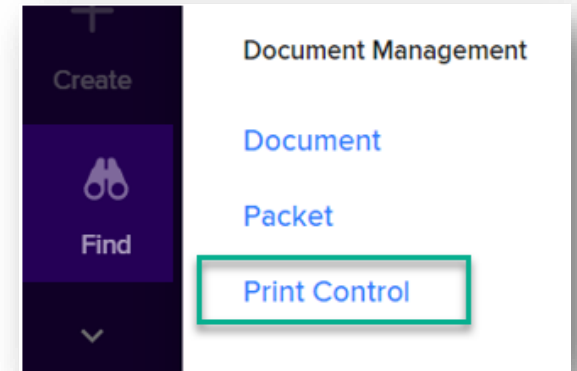 Create
Find
Document Management
Document
Packet
Print Control